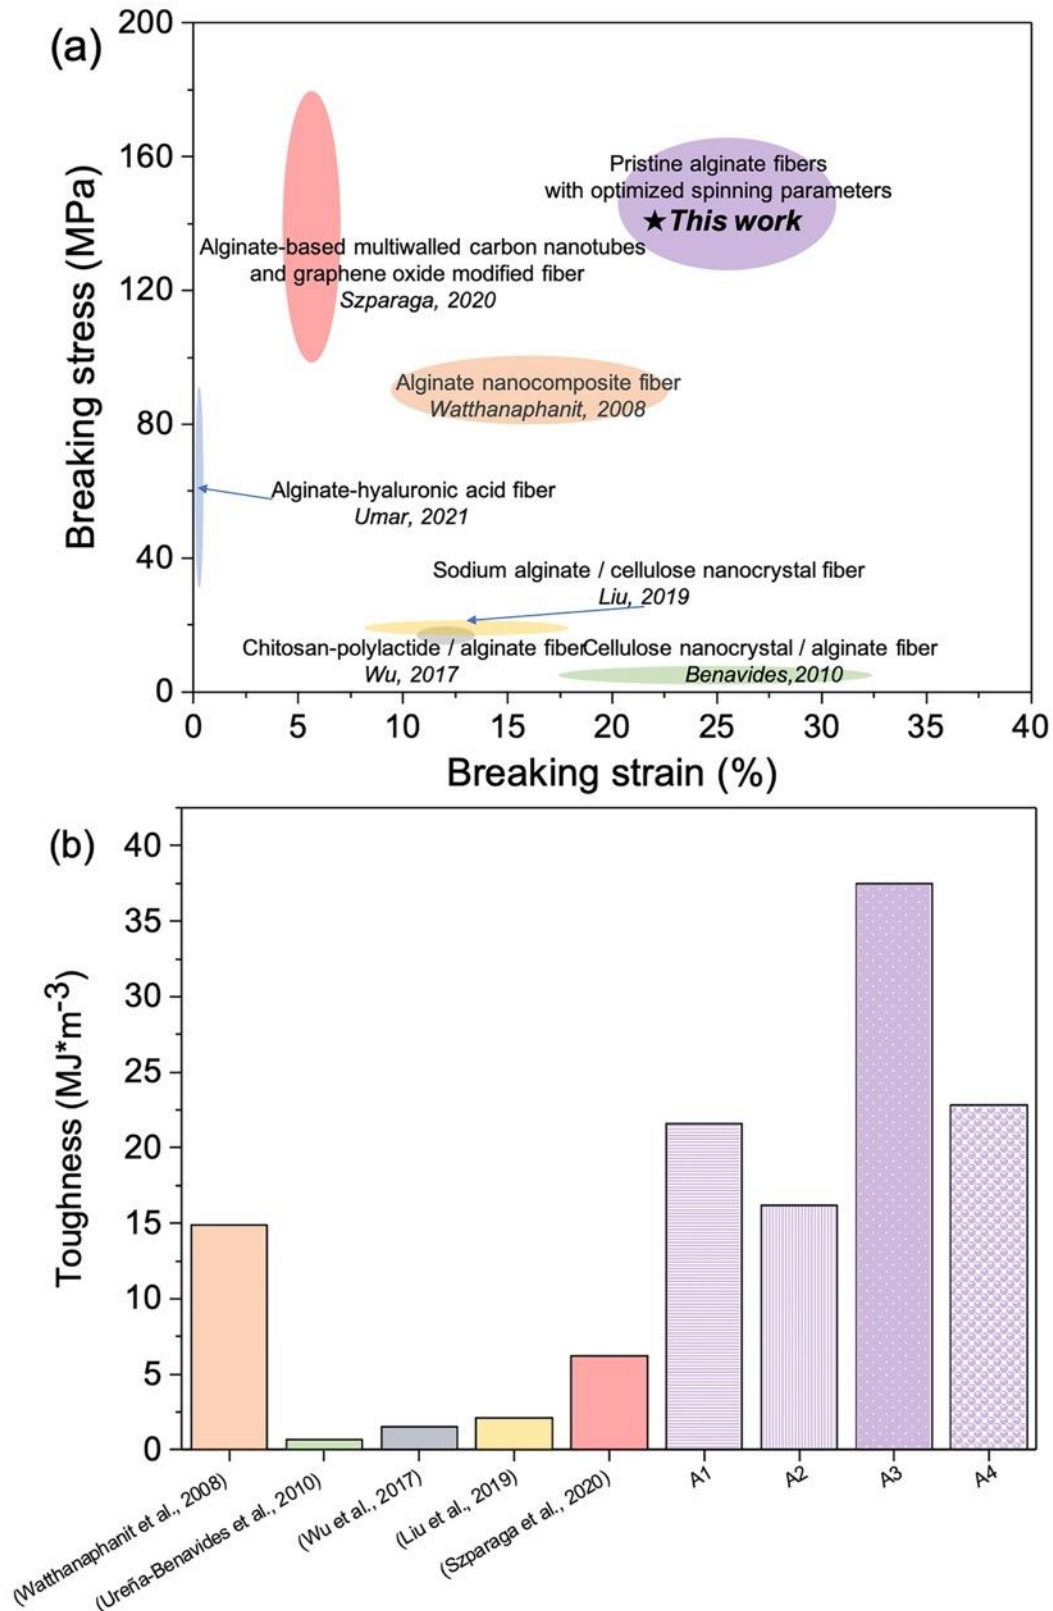 (a)
200
160
120
80
40
0
Breaking stress (MPa)
Pristine alginate fibers
with optimized spinning parameters
★This work
Alginate-based multiwalled carbon nanotubes
and graphene oxide modified fiber
Szparaga, 2020
Alginate nanocomposite fiber
Watthanaphanit, 2008
Alginate-hyaluronic acid fiber
Umar, 2021
Sodium alginate / cellulose nanocrystal fiber
Liu, 2019
Chitosan-polylactide / alginate fiber
Wu, 2017
Cellulose nanocrystal / alginate fiber
Benavides,2010
0 5 10 15 20 25 30 35 40
Breaking strain (%)
(b)
40
35
30
25
20
15
10
5
0
Toughness (MJ*m-3)
(Watthanaphanit et al., 2008)
(Ureña-Benavides et al., 2010)
(Wu et al., 2017)
(Liu et al., 2019)
(Szparaga et al., 2020)
A1
A2
A3
A4